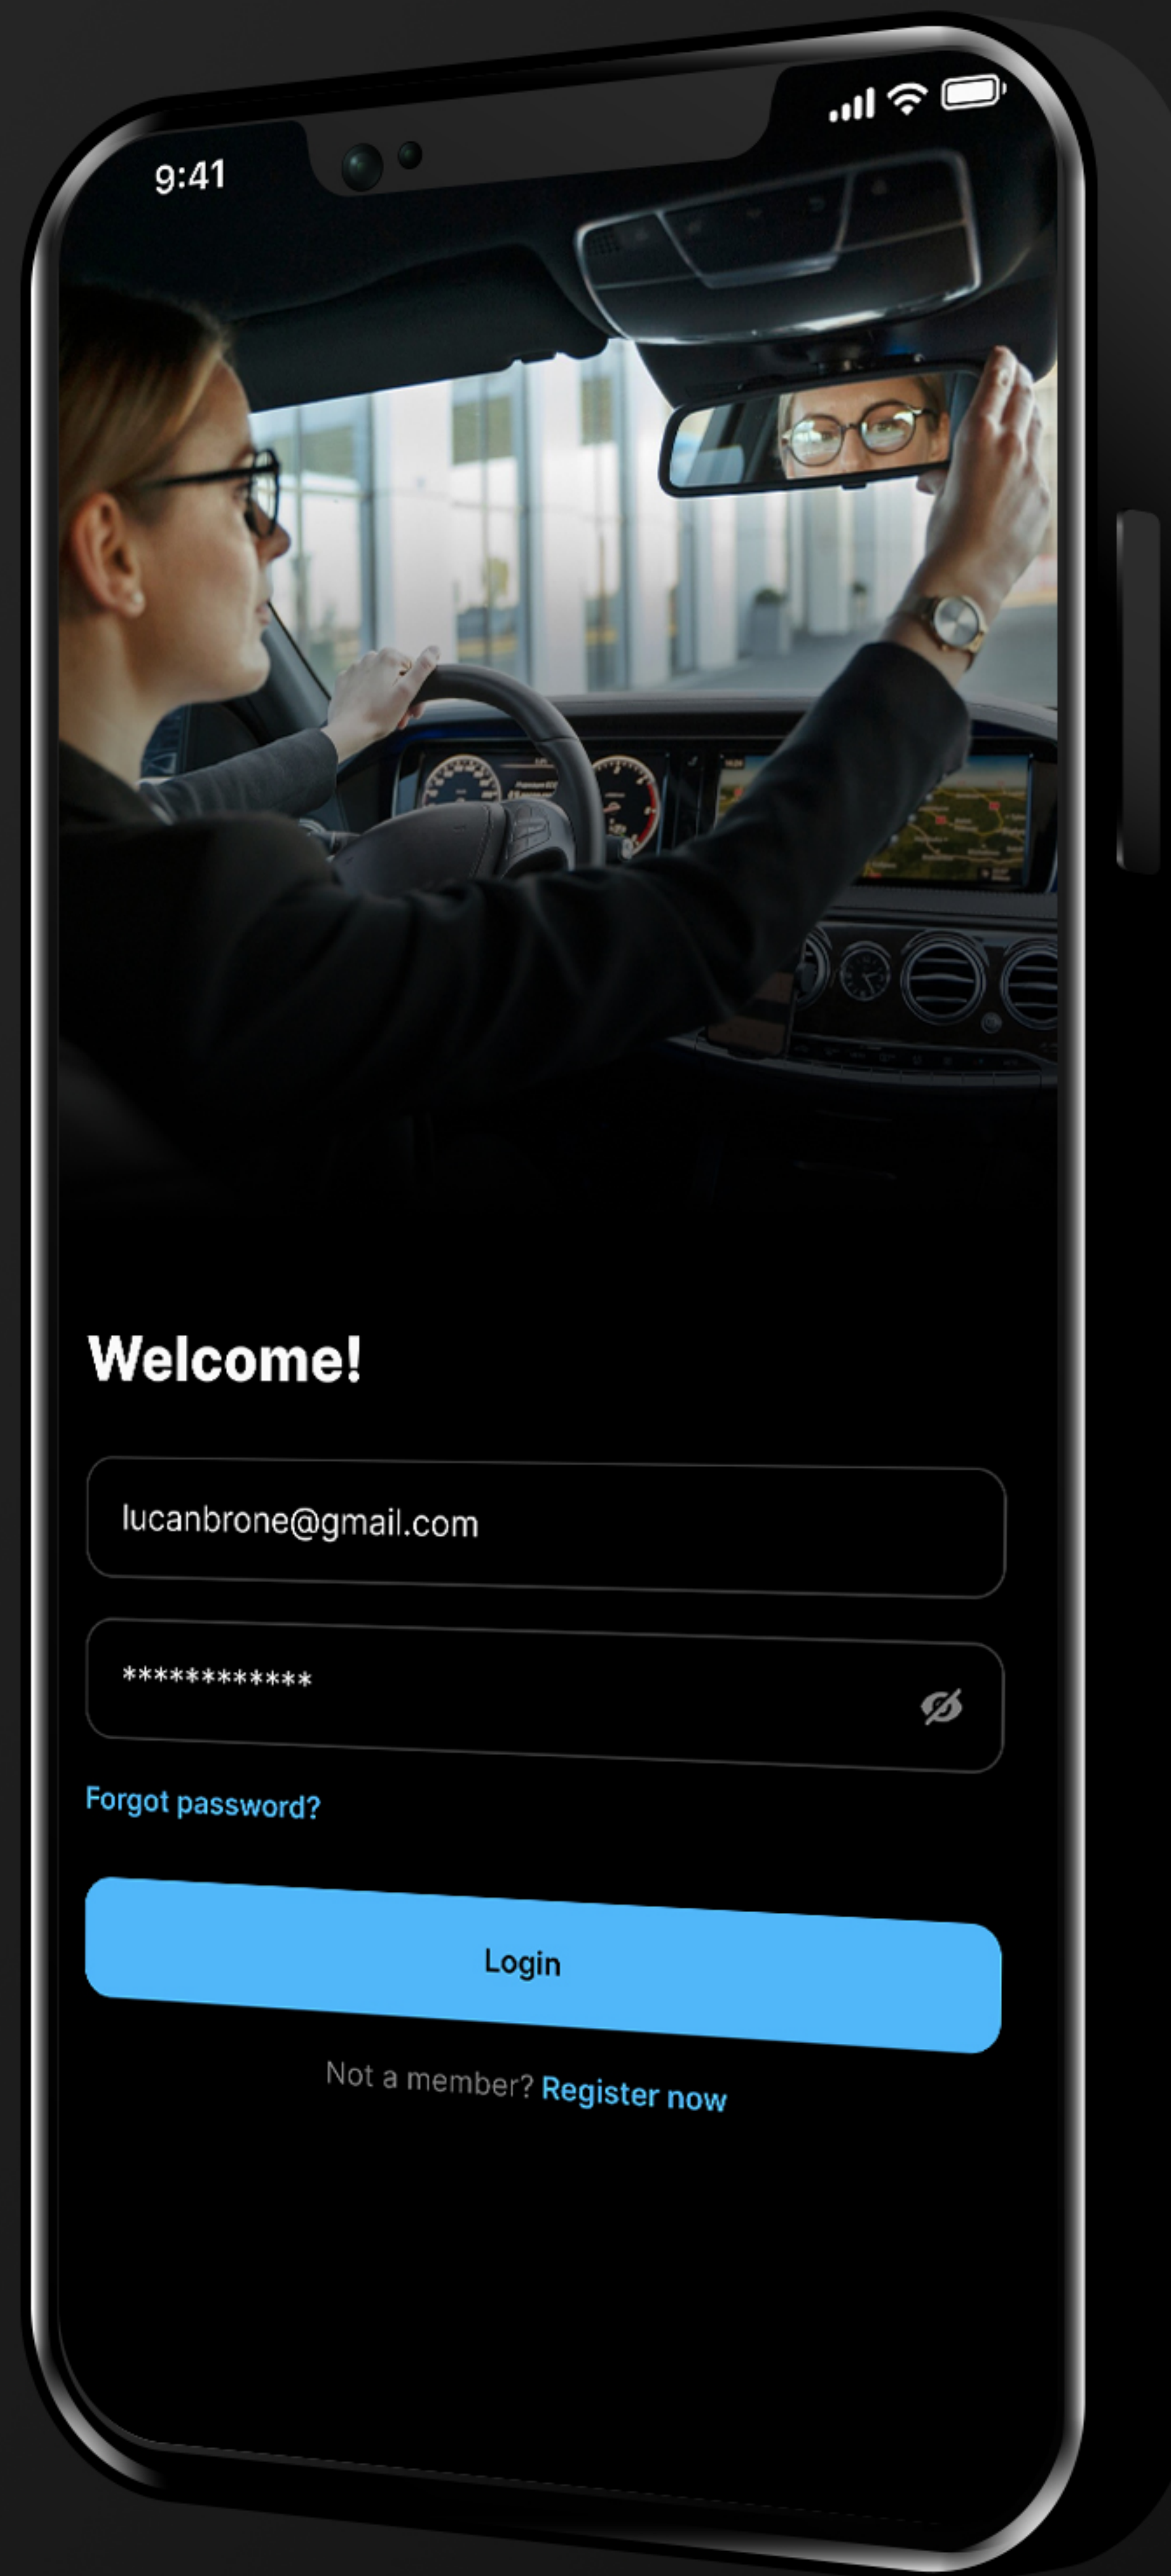 9:41
Welcome!
lucanbrone@gmail.com
************
Forgot password?
Login
Not a member? Register now